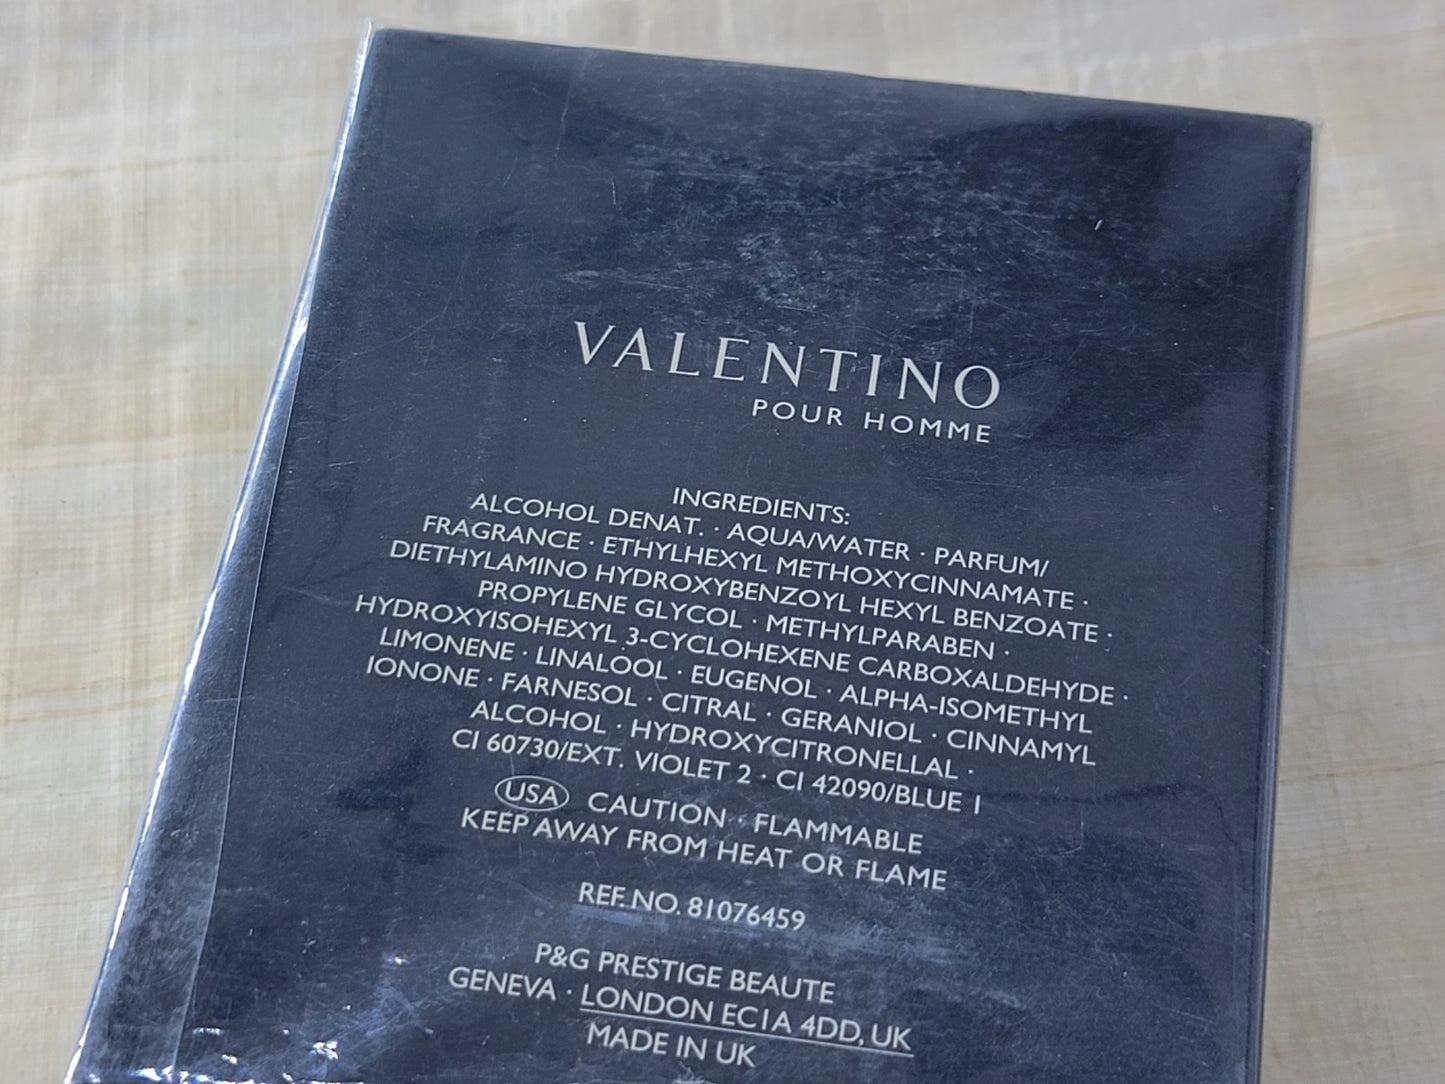 VALENTINO
POUR HOMME
INGREDIENTS:
ALCOHOL DENAT. · AQUA/WATER · PARFUM/
FRAGRANCE · ETHYLHEXYL METHOXYCINNAMATE ·
DIETHYLAMINO HYDROXYBENZOYL HEXYL BENZOATE ·
PROPYLENE GLYCOL · METHYLPARABEN ·
HYDROXYISOHEXYL 3-CYCLOHEXENE CARBOXALDEHYDE ·
LIMONENE · LINALOOL · EUGENOL · ALPHA-ISOMETHYL
IONONE · FARNESOL · CITRAL · GERANIOL · CINNAMYL
ALCOHOL · HYDROXYCITRONELLAL ·
CI 60730/EXT. VIOLET 2 · CI 42090/BLUE 1
USA CAUTION · FLAMMABLE
KEEP AWAY FROM HEAT OR FLAME
REF. NO. 81076459
P&G PRESTIGE BEAUTE
GENEVA · LONDON EC1A 4DD, UK
MADE IN UK